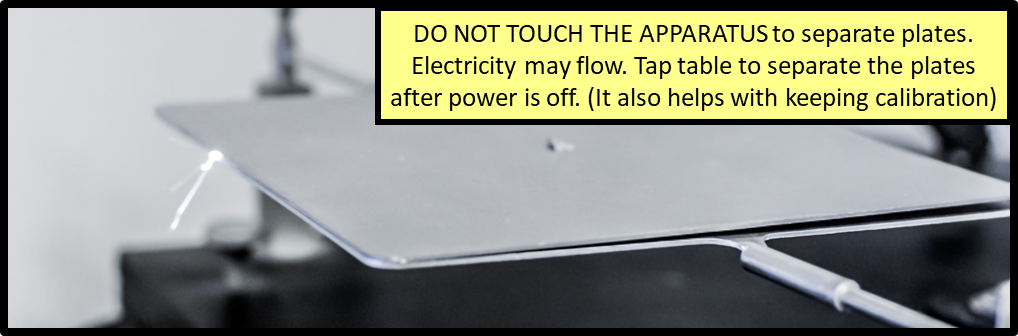 DO NOT TOUCH THE APPARATUS to separate plates.
Electricity may flow. Tap table to separate the plates
after power is off. (It also helps with keeping calibration)